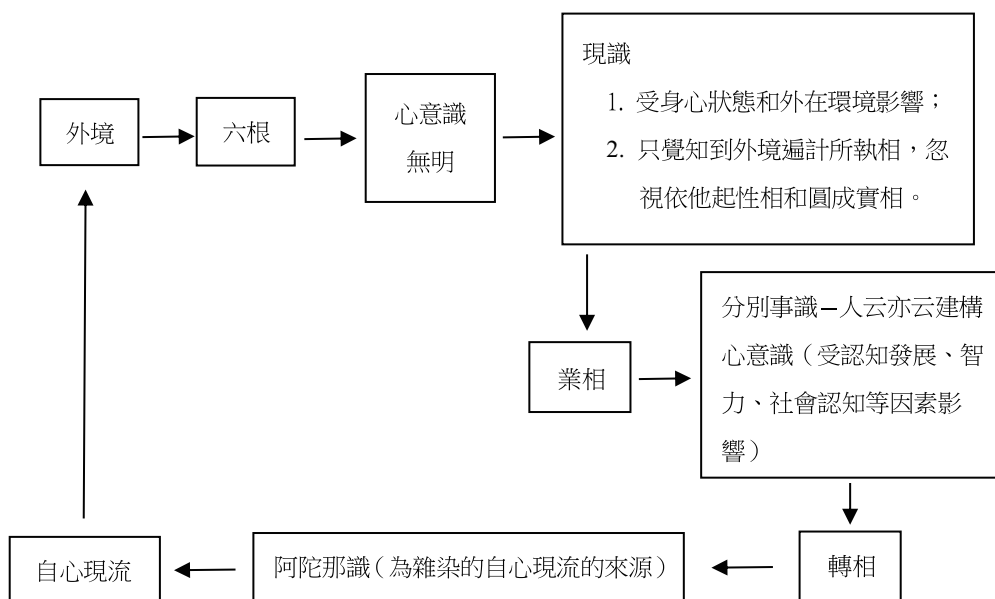 外境
六根
心意識
無明
現識
1. 受身心狀態和外在環境影響；
2. 只覺知到外境遍計所執相，忽
視依他起性相和圓成實相。
業相
分別事識－人云亦云建構
心意識（受認知發展、智
力、社會認知等因素影
響）
轉相
阿陀那識（為雜染的自心現流的來源）
自心現流